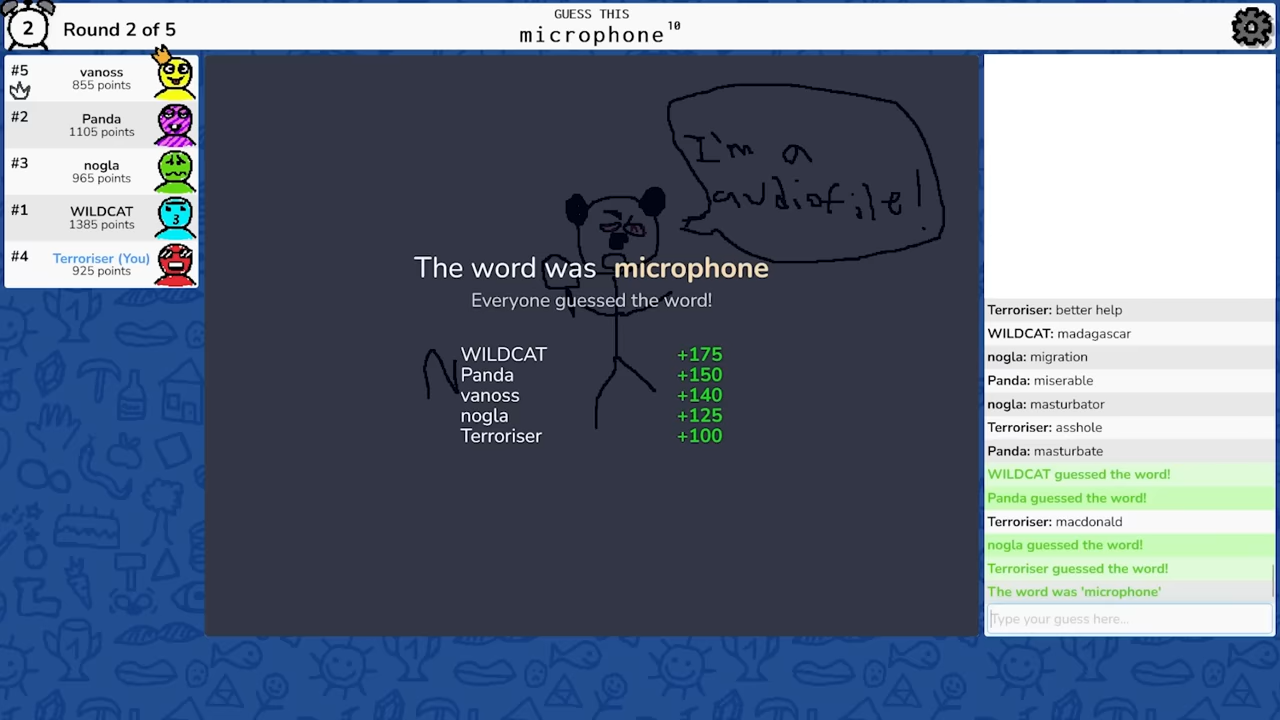 2
Round 2 of 5
GUESS THIS
microphone 10
#5
vanoss
855 points
#2
Panda
1105 points
#3
nogla
965 points
#1
WILDCAT
1385 points
#4
Terroriser (You)
925 points
I'm a
audiofile!
The word was microphone
Everyone guessed the word!
N
WILDCAT +175
Panda +150
vanoss +140
nogla +125
Terroriser +100
Terroriser: better help
WILDCAT: madagascar
nogla: migration
Panda: miserable
nogla: masturbator
Terroriser: asshole
Panda: masturbate
WILDCAT guessed the word!
Panda guessed the word!
Terroriser: macdonald
nogla guessed the word!
Terroriser guessed the word!
The word was 'microphone'
Type your guess here...